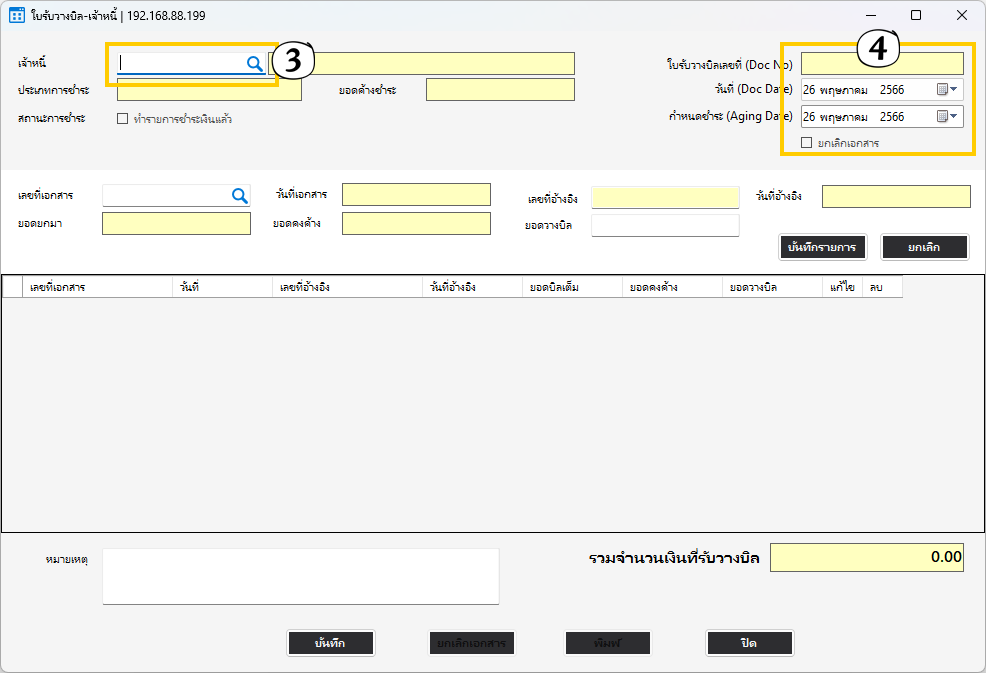 ใบรับวางบิล-เจ้าหนี้ | 192.168.88.199
เจ้าหนี้
3
ใบรับวางบิลเลขที่ (Doc No)
4
ประเภทการชำระ
ยอดค้างชำระ
วันที่ (Doc Date)
26 พฤษภาคม 2566
สถานะการชำระ
ทำรายการชำระเงินแล้ว
กำหนดชำระ (Aging Date)
26 พฤษภาคม 2566
ยกเลิกเอกสาร
เลขที่เอกสาร
วันที่เอกสาร
เลขที่อ้างอิง
วันที่อ้างอิง
ยอดยกมา
ยอดคงค้าง
ยอดวางบิล
บันทึกรายการ
ยกเลิก
เลขที่เอกสาร วันที่ เลขที่อ้างอิง วันที่อ้างอิง ยอดบิลเต็ม ยอดคงค้าง ยอดวางบิล แก้ไข ลบ
หมายเหตุ
รวมจำนวนเงินที่รับวางบิล
0.00
บันทึก
ยกเลิกเอกสาร
พิมพ์
ปิด